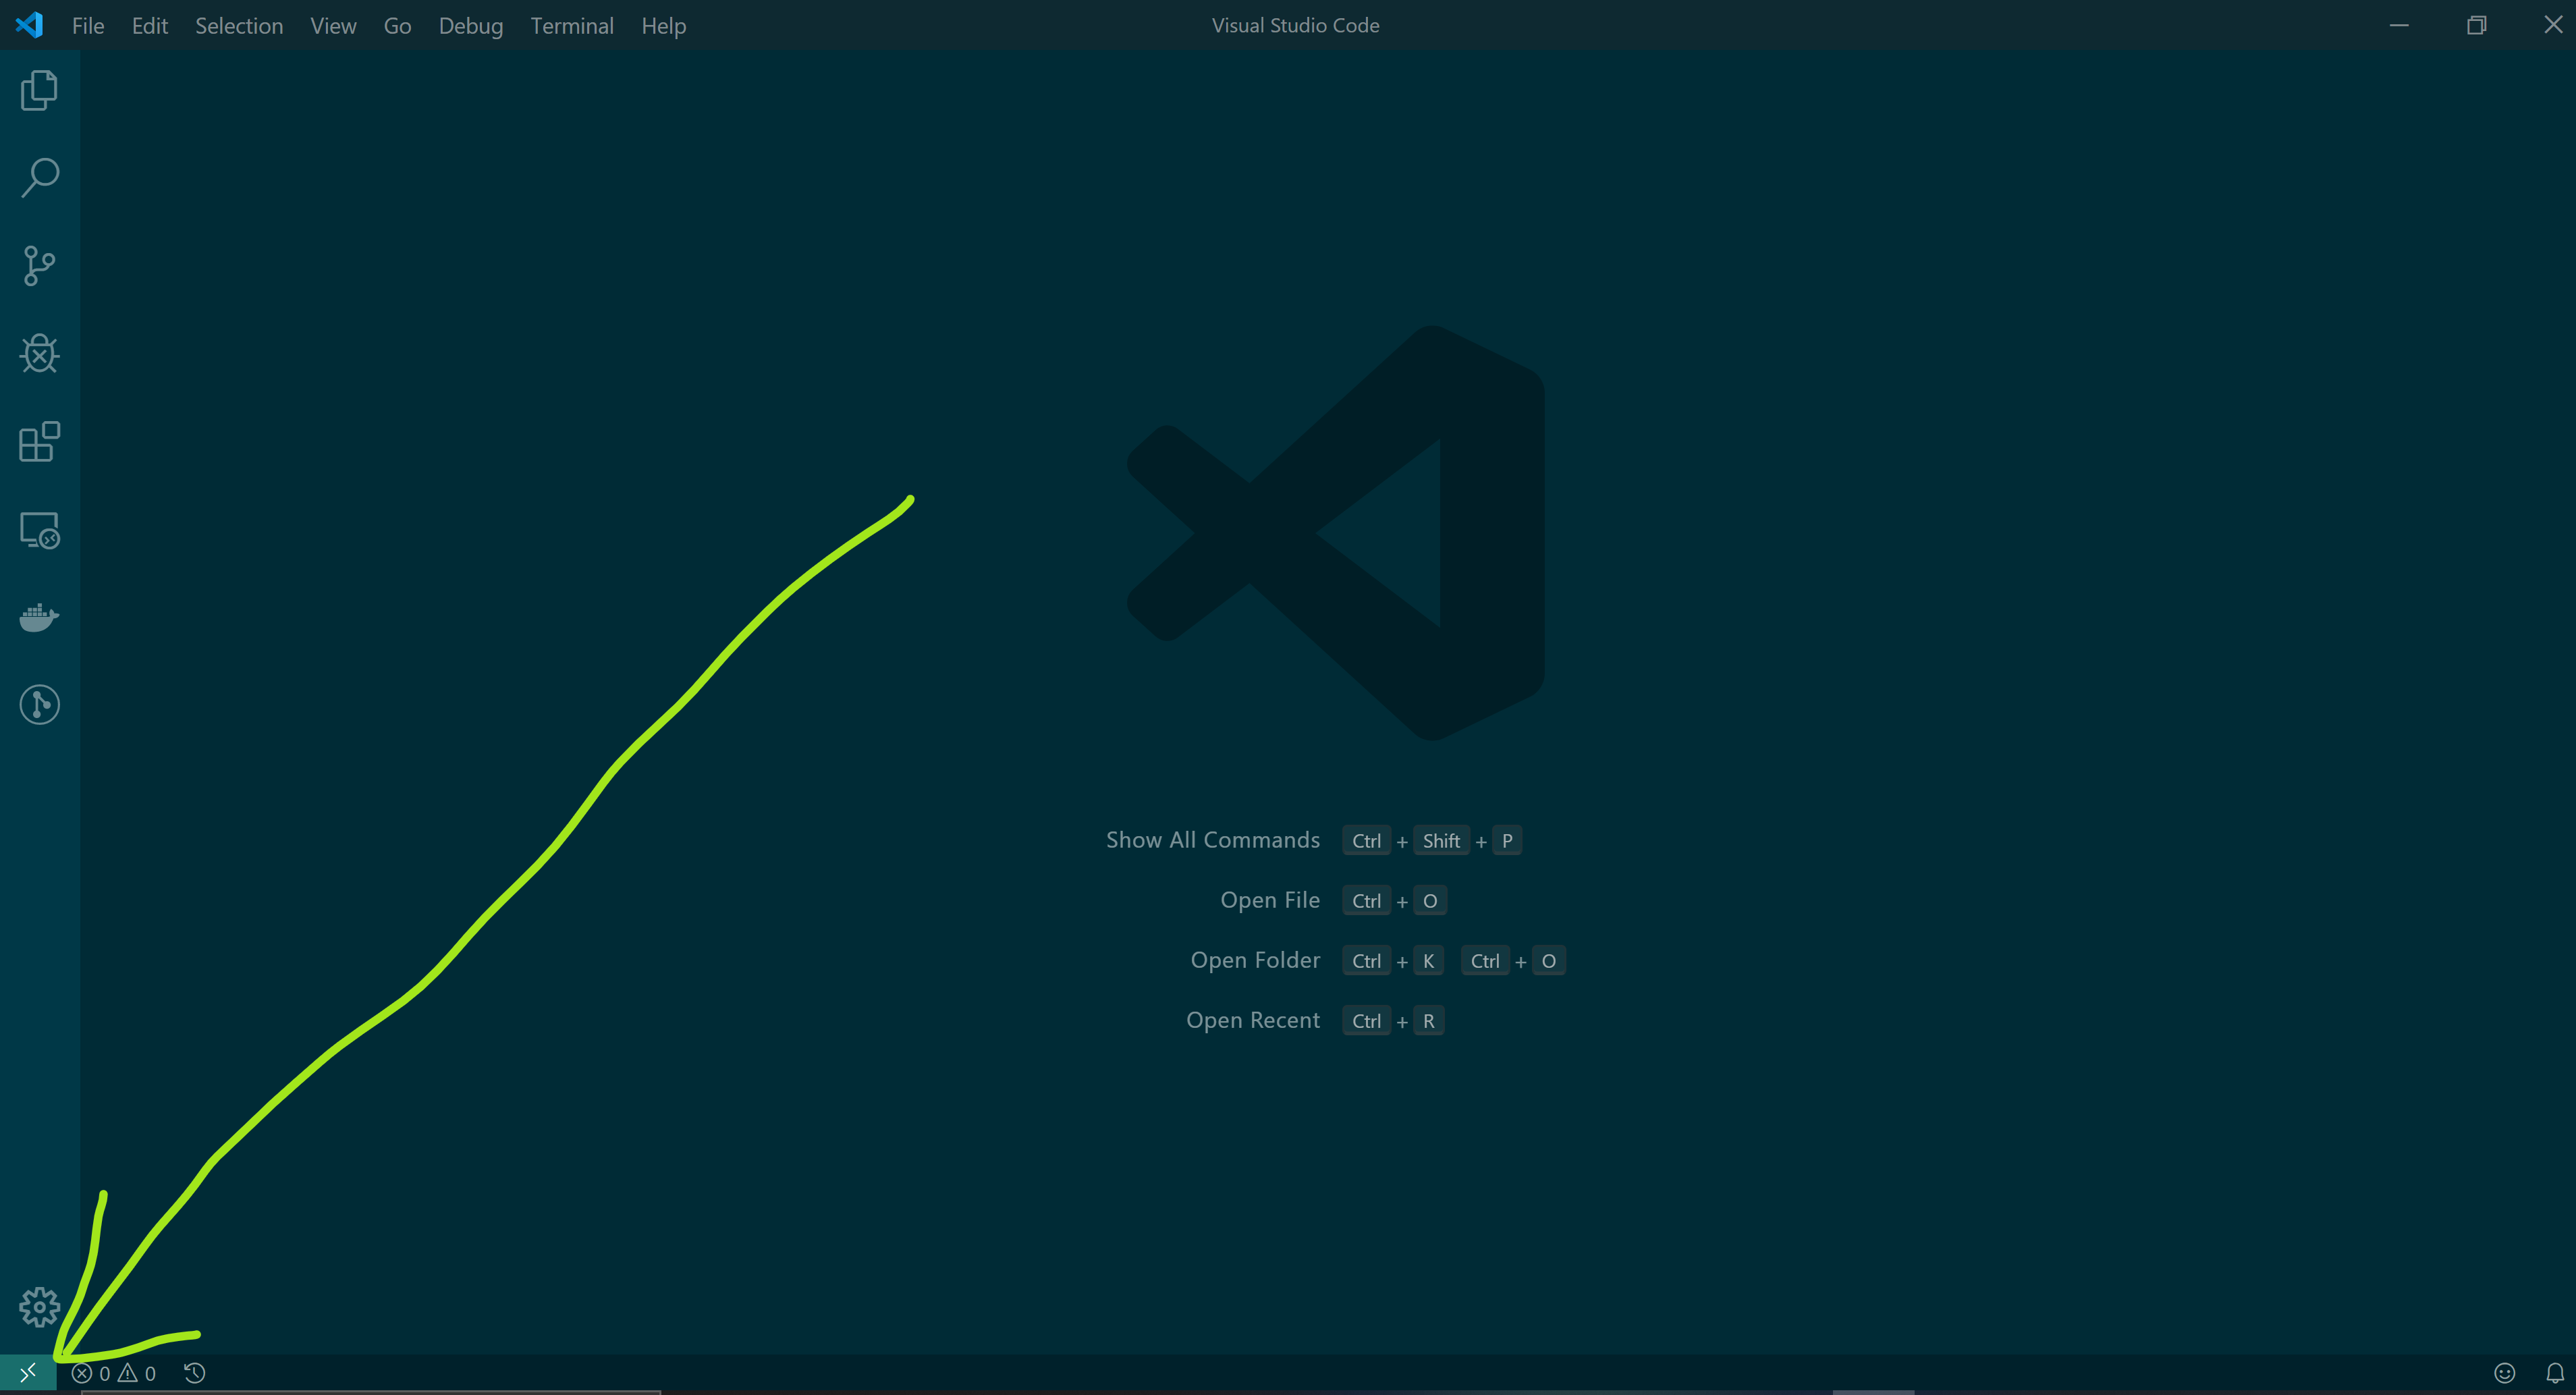 File Edit Selection View Go Debug Terminal Help Visual Studio Code
Show All Commands Ctrl + Shift + P
Open File Ctrl + O
Open Folder Ctrl + K Ctrl + O
Open Recent Ctrl + R
0 0